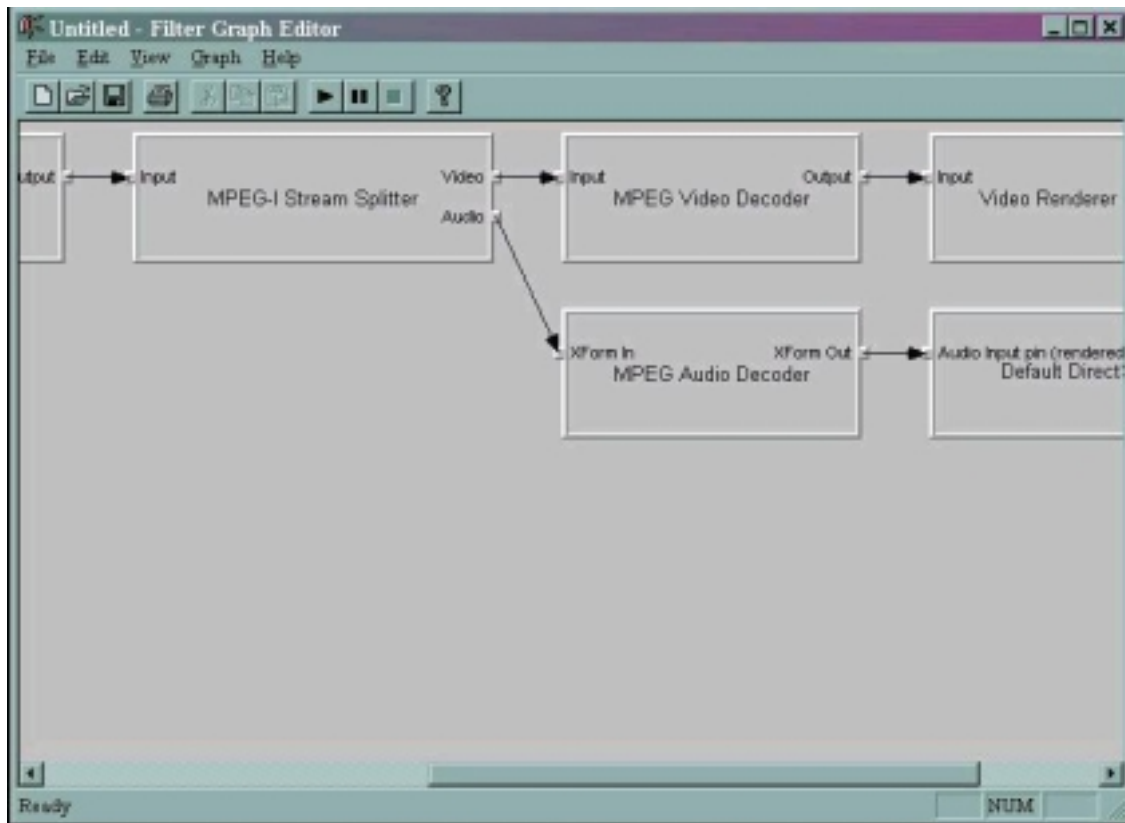 Untitled - Filter Graph Editor
File Edit View Graph Help
utput
Input
MPEG-I Stream Splitter
Video
Audio
Input
Output
MPEG Video Decoder
Input
Video Renderer
XForm In
XForm Out
MPEG Audio Decoder
Audio Input pin (rendered
Default Direct
Ready
NUM